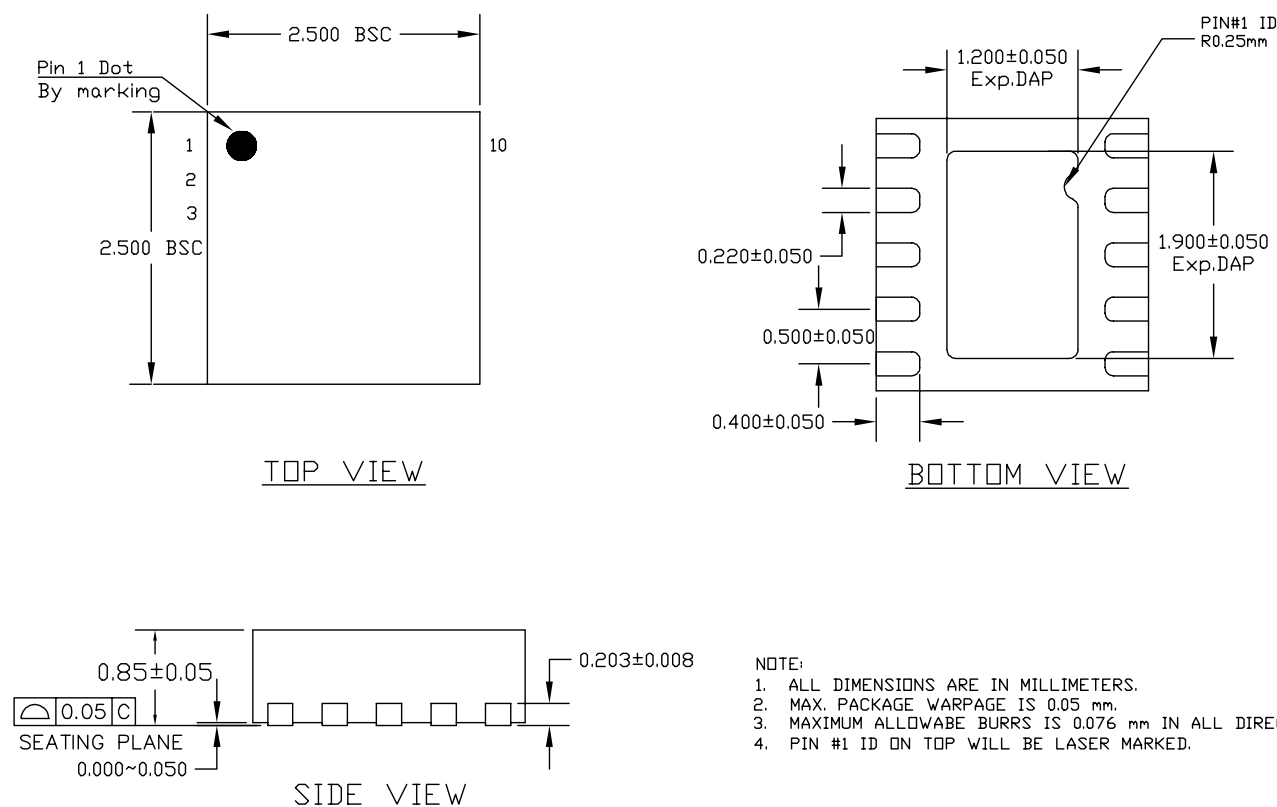 2.500 BSC
Pin 1 Dot
By marking
1
10
2
3
2.500 BSC
TOP VIEW
PIN#1 ID
R0.25mm
1.200±0.050
Exp.DAP
0.220±0.050
1.900±0.050
Exp.DAP
0.500±0.050
0.400±0.050
BOTTOM VIEW
0.85±0.05
0.203±0.008
0.05 C
SEATING PLANE
0.000~0.050
SIDE VIEW
NOTE:
1. ALL DIMENSIONS ARE IN MILLIMETERS.
2. MAX. PACKAGE WARPAGE IS 0.05 mm.
3. MAXIMUM ALLOWABE BURRS IS 0.076 mm IN ALL
4. PIN #1 ID ON TOP WILL BE LASER MARKED.